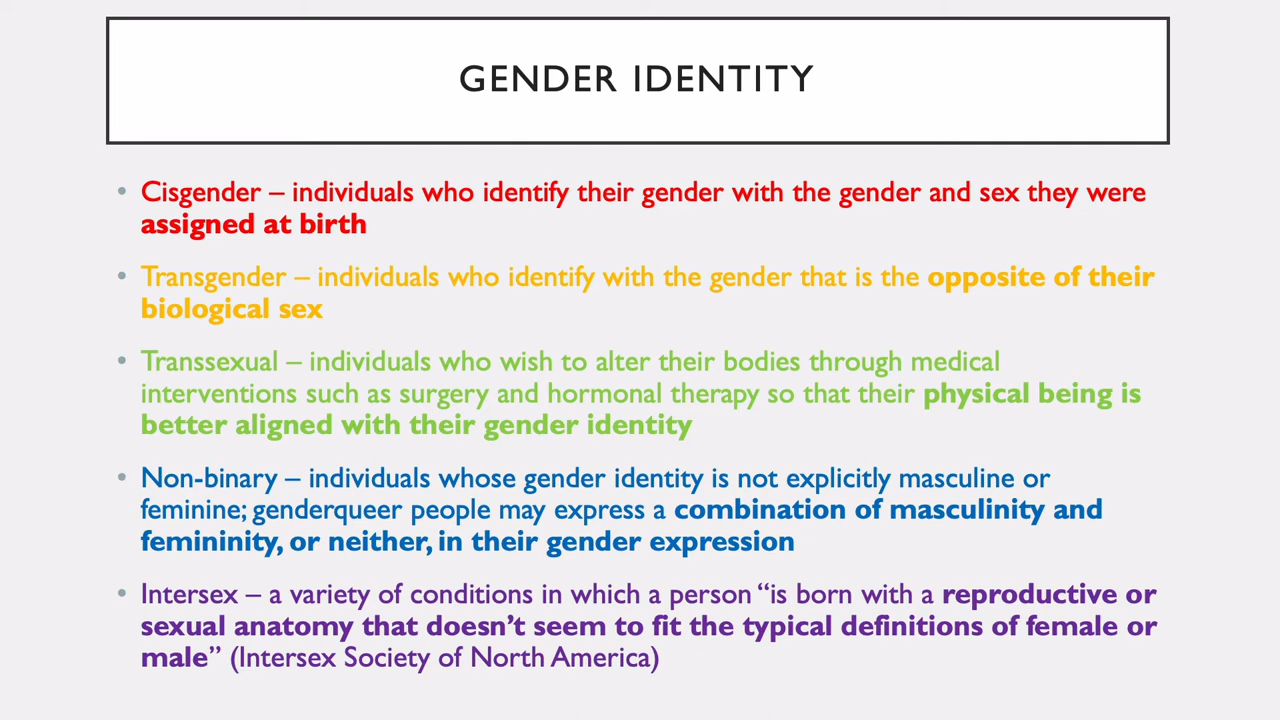 GENDER IDENTITY
• Cisgender – individuals who identify their gender with the gender and sex they were
assigned at birth
• Transgender – individuals who identify with the gender that is the opposite of their
biological sex
• Transsexual – individuals who wish to alter their bodies through medical
interventions such as surgery and hormonal therapy so that their physical being is
better aligned with their gender identity
• Non-binary – individuals whose gender identity is not explicitly masculine or
feminine; genderqueer people may express a combination of masculinity and
femininity, or neither, in their gender expression
• Intersex – a variety of conditions in which a person “is born with a reproductive or
sexual anatomy that doesn’t seem to fit the typical definitions of female or
male” (Intersex Society of North America)